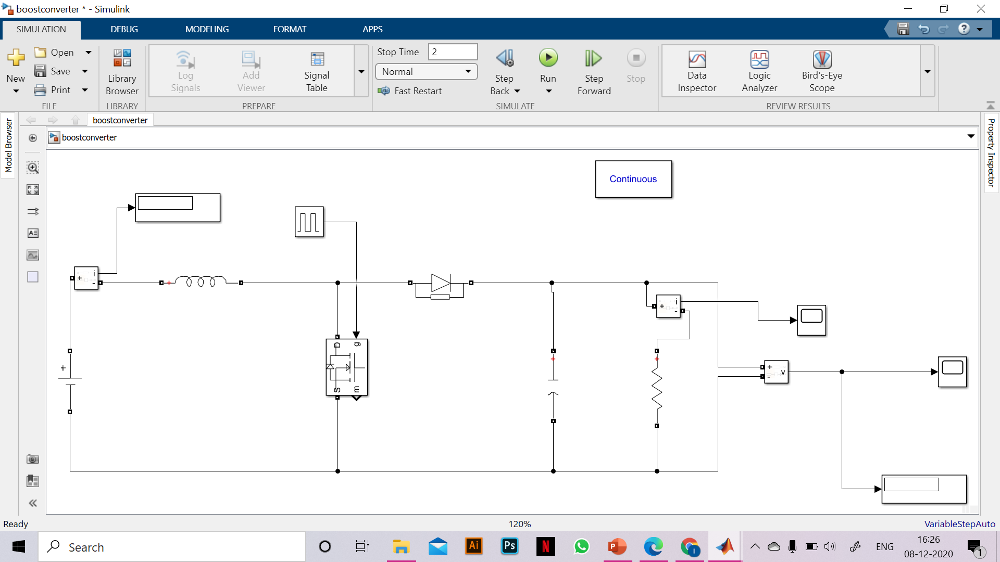 boostconverter * - Simulink
SIMULATION DEBUG MODELING FORMAT APPS
New
Open
Save
Print
FILE
Library
Browser
LIBRARY
Log
Signals
Add
Viewer
Signal
Table
PREPARE
Stop Time 2
Normal
Fast Restart
Step
Back
Run
Step
Forward
Stop
SIMULATE
Data
Inspector
Logic
Analyzer
Bird's-Eye
Scope
REVIEW RESULTS
Model Browser
Property Inspector
boostconverter
boostconverter
Continuous
i
+
-
+
+
D
g
S
m
+
i
+
-
+
+
-
v
Ready 120% VariableStepAuto
Search
Ai
Ps
N
P
I
ENG
16:26
08-12-2020
1